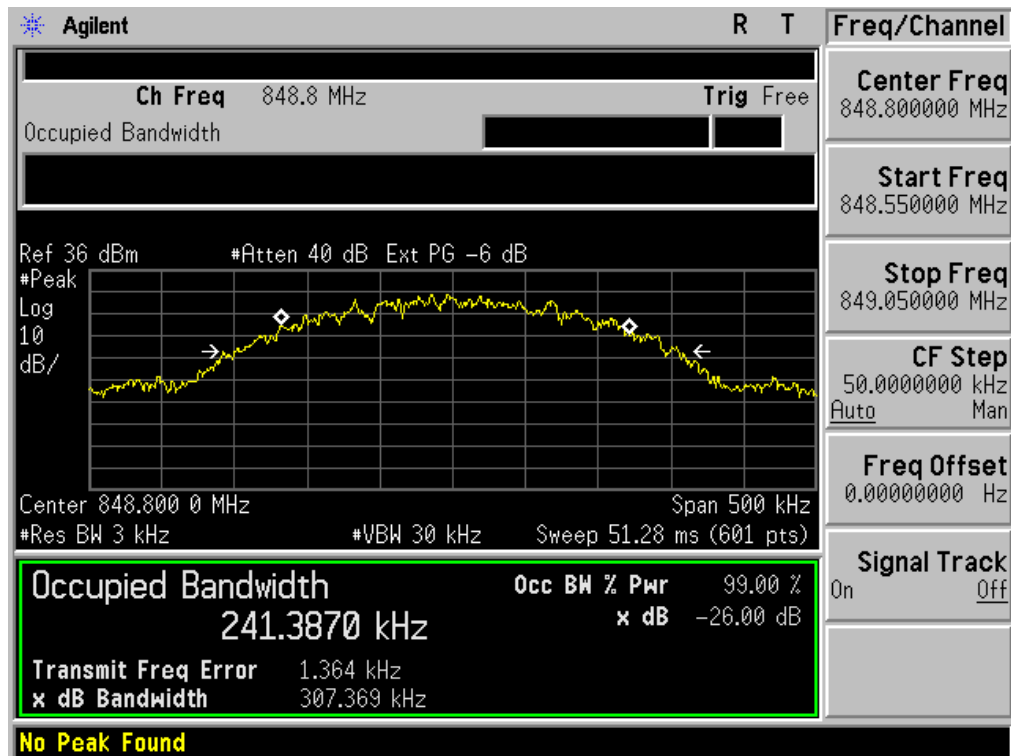 Agilent R T
Ch Freq 848.8 MHz Trig Free
Occupied Bandwidth
Ref 36 dBm #Atten 40 dB Ext PG -6 dB
#Peak
Log
10
dB/
Center 848.800 0 MHz Span 500 kHz
#Res BW 3 kHz #VBW 30 kHz Sweep 51.28 ms (601 pts)
Occupied Bandwidth Occ BW % Pwr 99.00 %
241.3870 kHz x dB -26.00 dB
Transmit Freq Error 1.364 kHz
x dB Bandwidth 307.369 kHz
No Peak Found
Freq/Channel
Center Freq
848.800000 MHz
Start Freq
848.550000 MHz
Stop Freq
849.050000 MHz
CF Step
50.0000000 kHz
Auto Man
Freq Offset
0.00000000 Hz
Signal Track
On Off